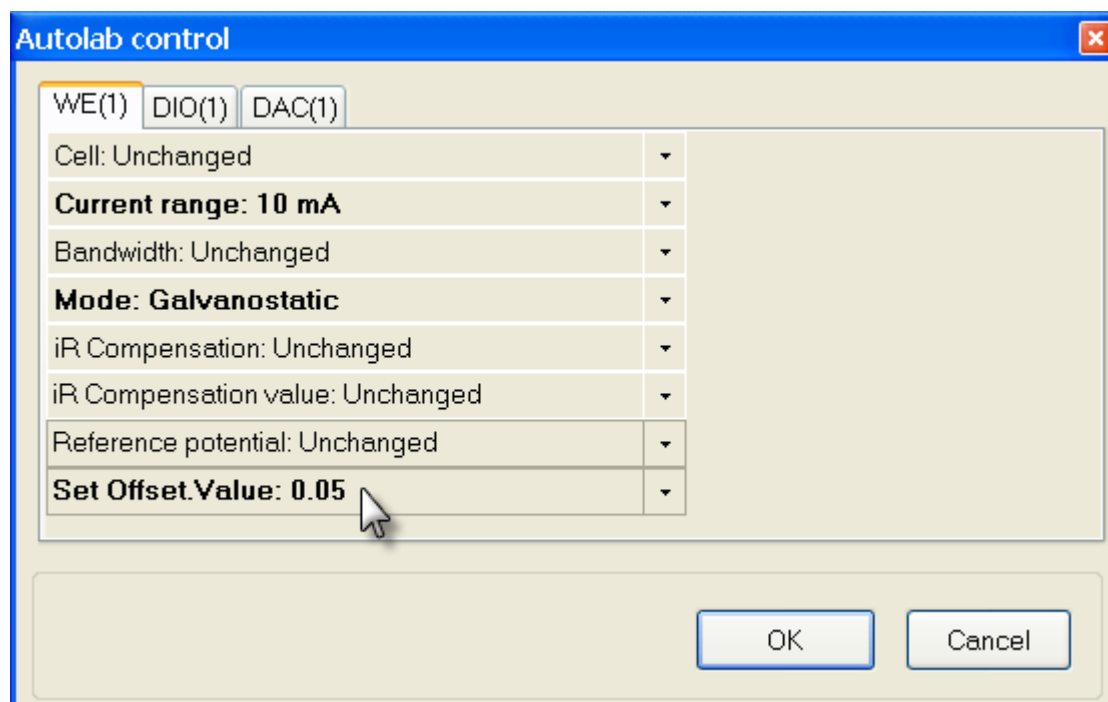 Autolab control
WE(1) DIO(1) DAC(1)
Cell: Unchanged
Current range: 10 mA
Bandwidth: Unchanged
Mode: Galvanostatic
iR Compensation: Unchanged
iR Compensation value: Unchanged
Reference potential: Unchanged
Set Offset.Value: 0.05
OK Cancel